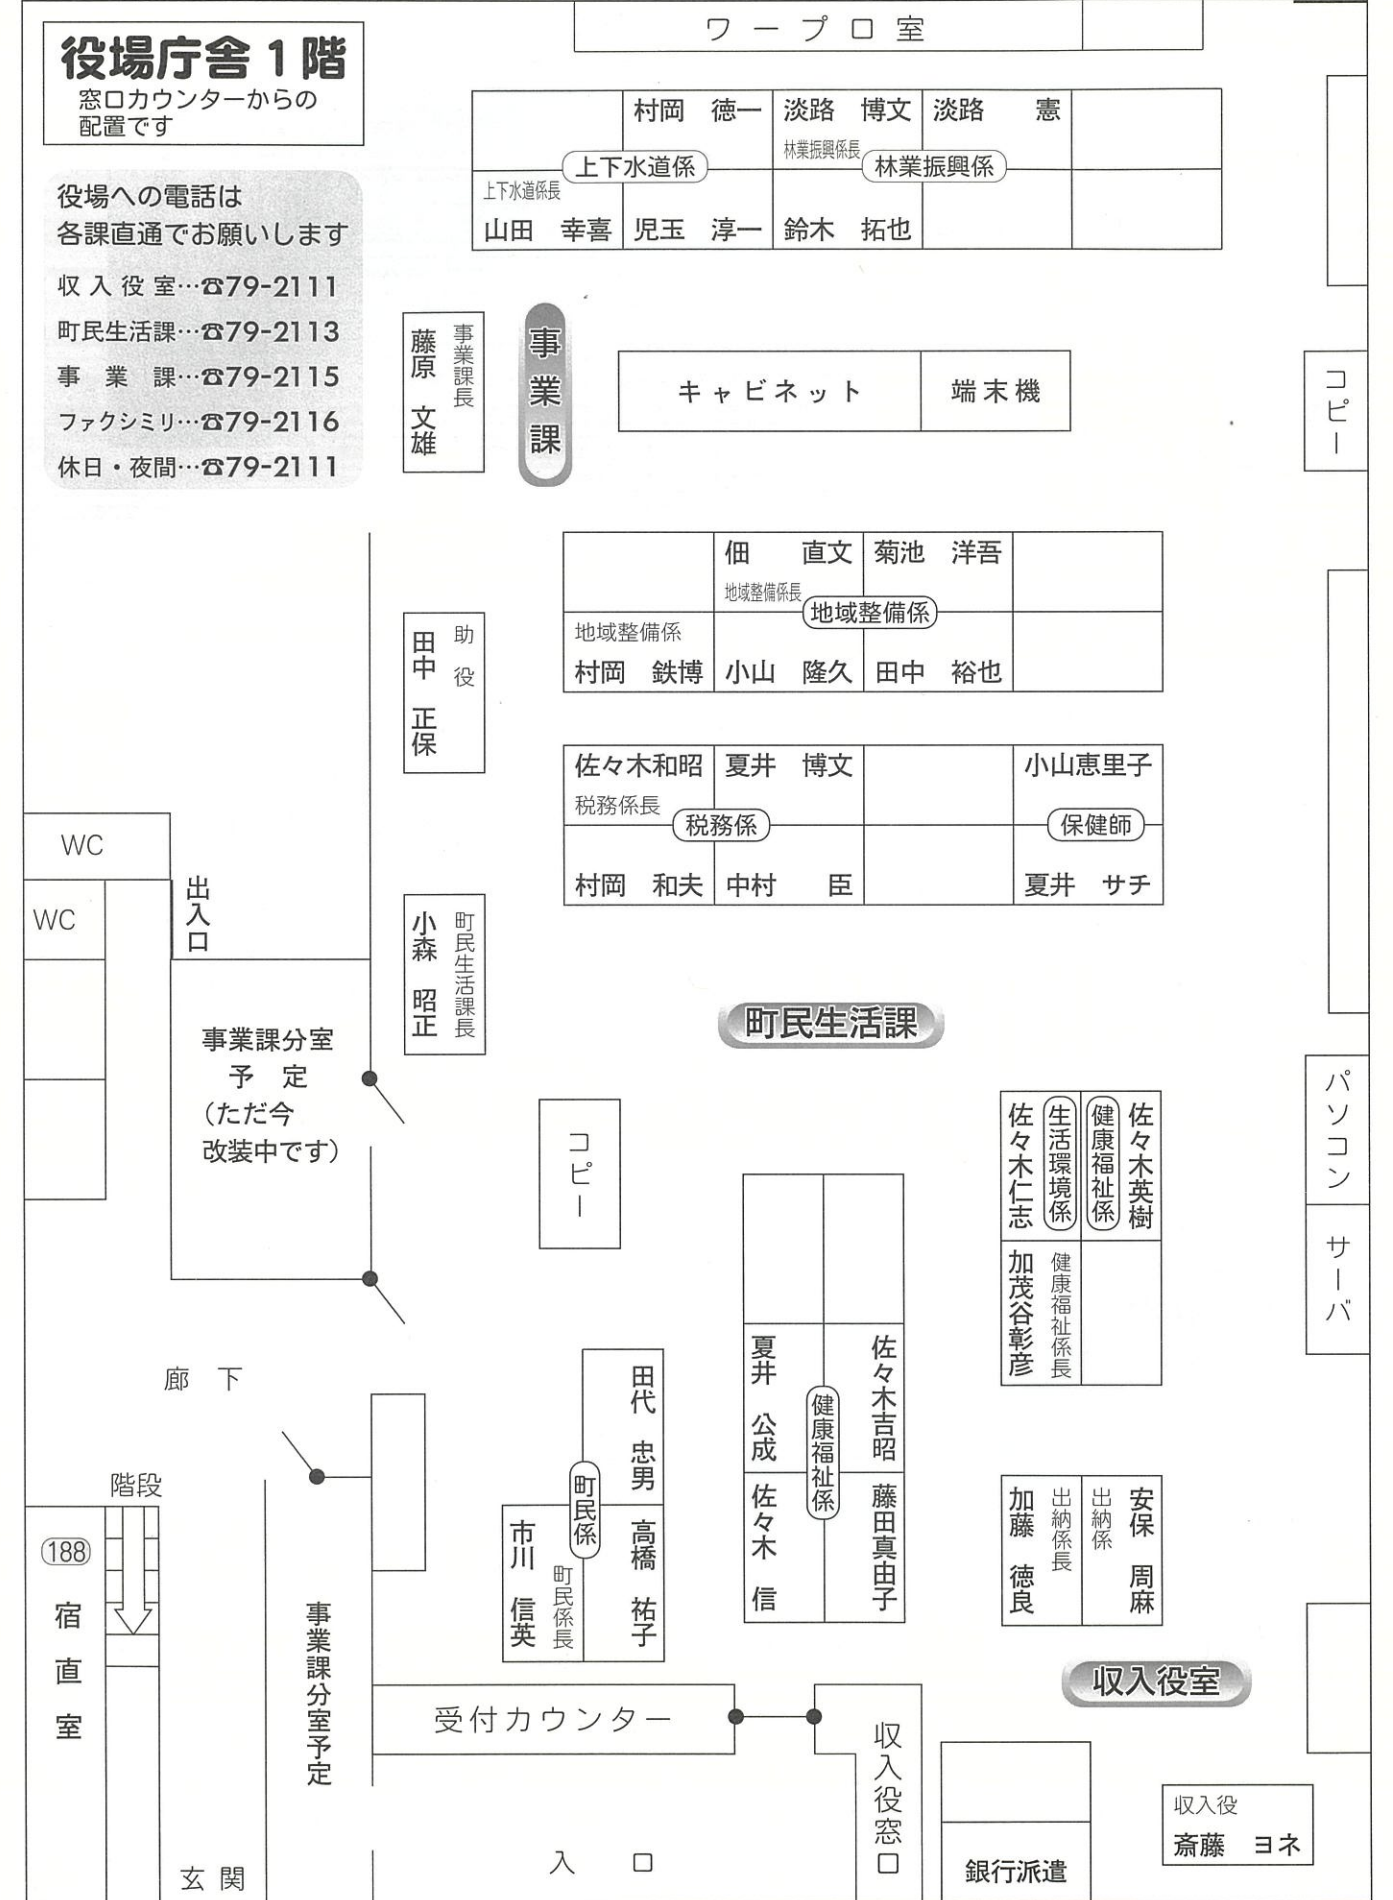 役場庁舎1階
窓口カウンターからの
配置です
役場への電話は
各課直通でお願いします
収入役室…☎79-2111
町民生活課…☎79-2113
事業課…☎79-2115
ファクシミリ…☎79-2116
休日・夜間…☎79-2111
ワープロ室
村岡 徳一
淡路 博文
林業振興係長
淡路 憲
上下水道係
林業振興係
上下水道係長
山田 幸喜
児玉 淳一
鈴木 拓也
事業課長
藤原 文雄
事業課
キャビネット
端末機
コピー
佃 直文
地域整備係長
菊池 洋吾
地域整備係
地域整備係
村岡 鉄博
小山 隆久
田中 裕也
助役
田中 正保
佐々木和昭
税務係長
夏井 博文
小山恵里子
税務係
保健師
村岡 和夫
中村 臣
夏井 サチ
WC
WC
出入口
町民生活課長
小森 昭正
町民生活課
事業課分室
予定
(ただ今
改装中です)
コピー
佐々木仁志
生活環境係
健康福祉係
佐々木英樹
加茂谷彰彦
健康福祉係長
パソコン
サーバ
夏井 公成
佐々木吉昭
健康福祉係
佐々木 信
藤田真由子
廊下
田代 忠男
町民係
市川 信英
町民係長
高橋 祐子
加藤 徳良
出納係長
出納係
安保 周麻
階段
188
宿直室
事業課分室予定
収入役室
受付カウンター
収入役窓口
収入役
斎藤 ヨネ
銀行派遣
入口
玄関